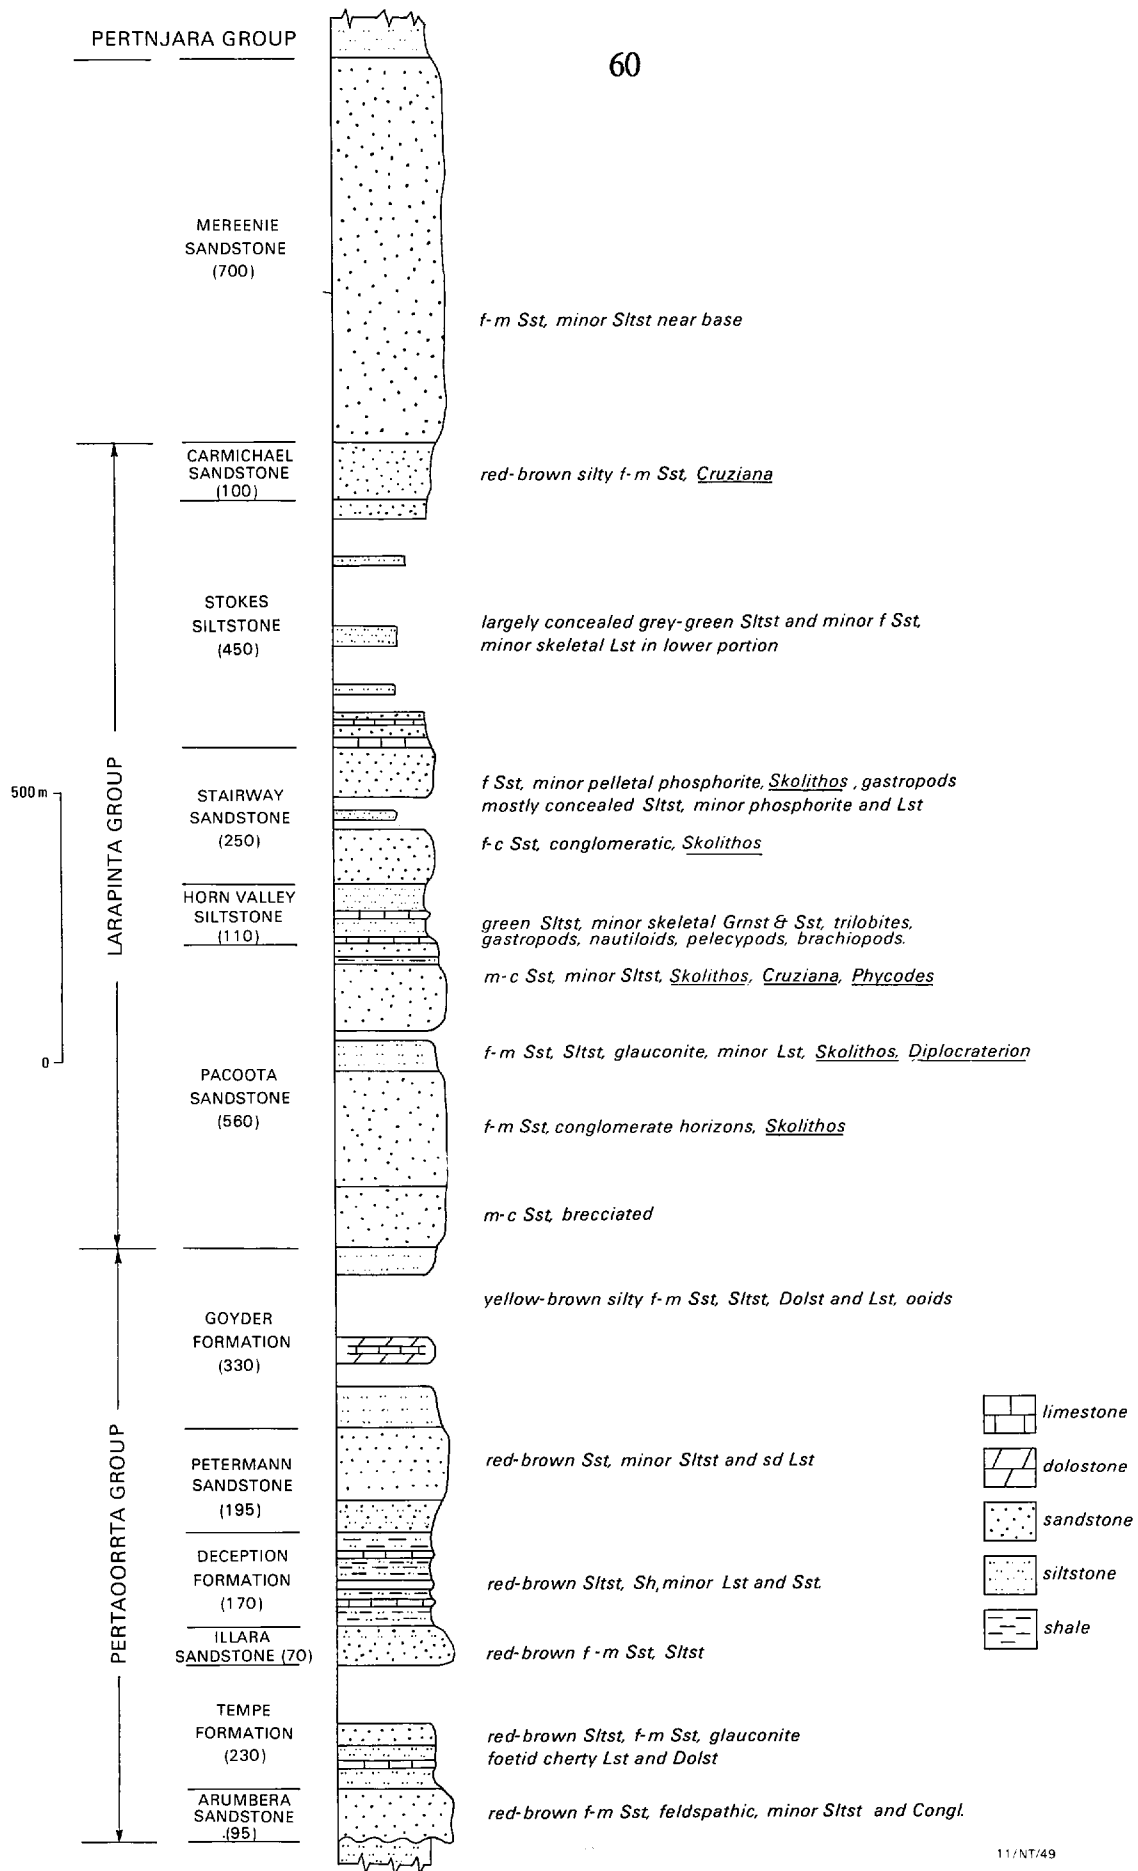 PERTNJARA GROUP
60
MEREENIE
SANDSTONE
(700)
f-m Sst, minor Sltst near base
CARMICHAEL
SANDSTONE
(100)
red-brown silty f-m Sst, Cruziana
STOKES
SILTSTONE
(450)
largely concealed grey-green Sltst and minor f Sst,
minor skeletal Lst in lower portion
LARAPINTA GROUP
500m
0
STAIRWAY
SANDSTONE
(250)
f Sst, minor pelletal phosphorite, Skolithos, gastropods
mostly concealed Sltst, minor phosphorite and Lst
f-c Sst, conglomeratic, Skolithos
HORN VALLEY
SILTSTONE
(110)
green Sltst, minor skeletal Grnst & Sst, trilobites,
gastropods, nautiloids, pelecypods, brachiopods.
m-c Sst, minor Sltst, Skolithos, Cruziana, Phycodes
f-m Sst, Sltst, glauconite, minor Lst, Skolithos, Diplocraterion
PACOOTA
SANDSTONE
(560)
f-m Sst, conglomerate horizons, Skolithos
m-c Sst, brecciated
PERTAOORRTA GROUP
GOYDER
FORMATION
(330)
yellow-brown silty f-m Sst, Sltst, Dolst and Lst, ooids
PETERMANN
SANDSTONE
(195)
red-brown Sst, minor Sltst and sd Lst
DECEPTION
FORMATION
(170)
red-brown Sltst, Sh, minor Lst and Sst.
ILLARA
SANDSTONE (70)
red-brown f-m Sst, Sltst
TEMPE
FORMATION
(230)
red-brown Sltst, f-m Sst, glauconite
foetid cherty Lst and Dolst
ARUMBERA
SANDSTONE
(95)
red-brown f-m Sst, feldspathic, minor Sltst and Congl.
limestone
dolostone
sandstone
siltstone
shale
11/NT/49